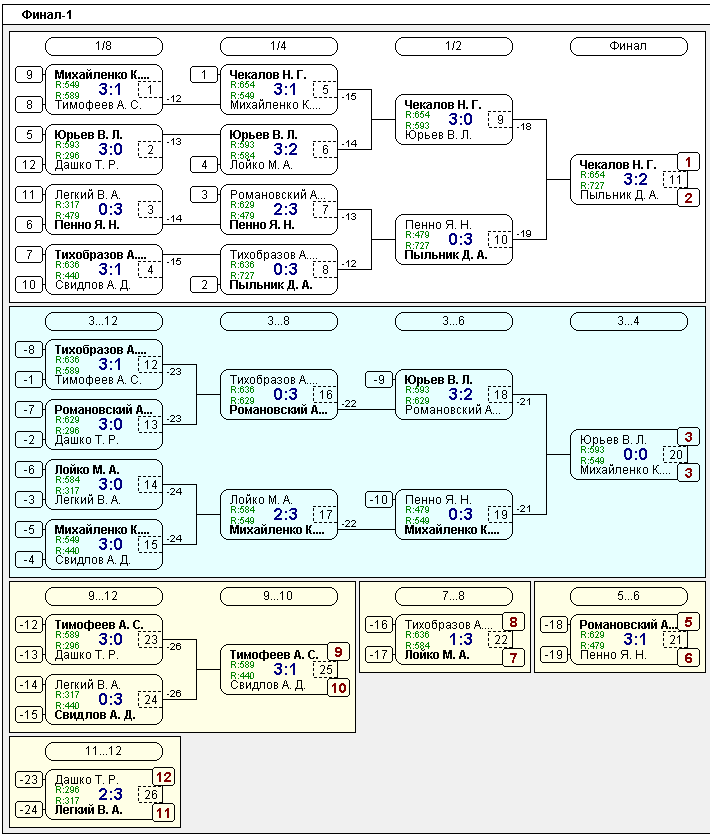 Финал-1
1/8 1/4 1/2 Финал
9 Михайленко К.... R:549 R:589 3:1 1 -12
8 Тимофеев А. С.
5 Юрьев В. Л. R:593 R:296 3:0 2 -13
12 Дашко Т. Р.
11 Легкий В. А. R:317 R:479 0:3 3 -14
6 Пенно Я. Н.
7 Тихобразов А.... R:636 R:440 3:1 4 -15
10 Свидлов А. Д.
1 Чекалов Н. Г. R:654 R:549 3:1 5 -15
Михайленко К....
Юрьев В. Л. R:593 R:584 3:2 6 -14
4 Лойко М. А.
3 Романовский А... R:629 R:479 2:3 7 -13
Пенно Я. Н.
Тихобразов А.... R:636 R:727 0:3 8 -12
2 Пыльник Д. А.
Чекалов Н. Г. R:654 R:593 3:0 9 -18
Юрьев В. Л.
Пенно Я. Н. R:479 R:727 0:3 10 -19
Пыльник Д. А.
Чекалов Н. Г. 1 R:654 R:727 3:2 11
Пыльник Д. А. 2
3...12 3...8 3...6 3...4
-8 Тихобразов А.... R:636 R:589 3:1 12 -23
-1 Тимофеев А. С.
-7 Романовский А... R:629 R:296 3:0 13 -23
-2 Дашко Т. Р.
-6 Лойко М. А. R:584 R:317 3:0 14 -24
-3 Легкий В. А.
-5 Михайленко К.... R:549 R:440 3:0 15 -24
-4 Свидлов А. Д.
Тихобразов А.... R:636 R:629 0:3 16 -22
Романовский А...
Лойко М. А. R:584 R:549 2:3 17 -22
Михайленко К....
-9 Юрьев В. Л. R:593 R:629 3:2 18 -21
Романовский А...
-10 Пенно Я. Н. R:479 R:549 0:3 19 -21
Михайленко К....
Юрьев В. Л. 3 R:593 R:549 0:0 20
Михайленко К.... 3
9...12 9...10 7...8 5...6
-12 Тимофеев А. С. R:589 R:296 3:0 23 -26
-13 Дашко Т. Р.
-14 Легкий В. А. R:317 R:440 0:3 24 -26
-15 Свидлов А. Д.
Тимофеев А. С. 9 R:589 R:440 3:1 25
Свидлов А. Д. 10
-16 Тихобразов А.... 8 R:636 R:584 1:3 22
-17 Лойко М. А. 7
-18 Романовский А... 5 R:629 R:479 3:1 21
-19 Пенно Я. Н. 6
11...12
-23 Дашко Т. Р. 12 R:296 R:317 2:3 26
-24 Легкий В. А. 11